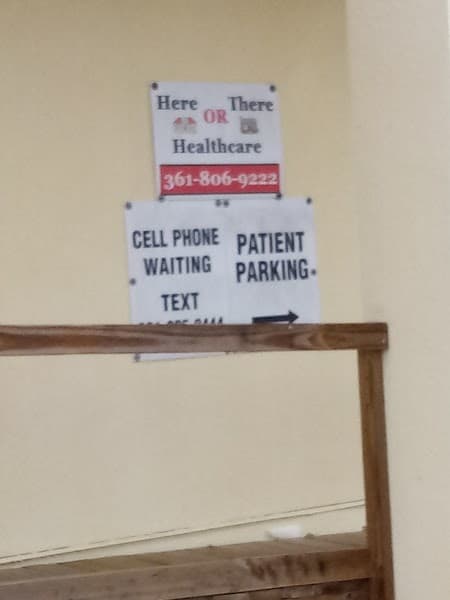 Here OR There
Healthcare
361-806-9222
CELL PHONE
WAITING
TEXT
PATIENT
PARKING